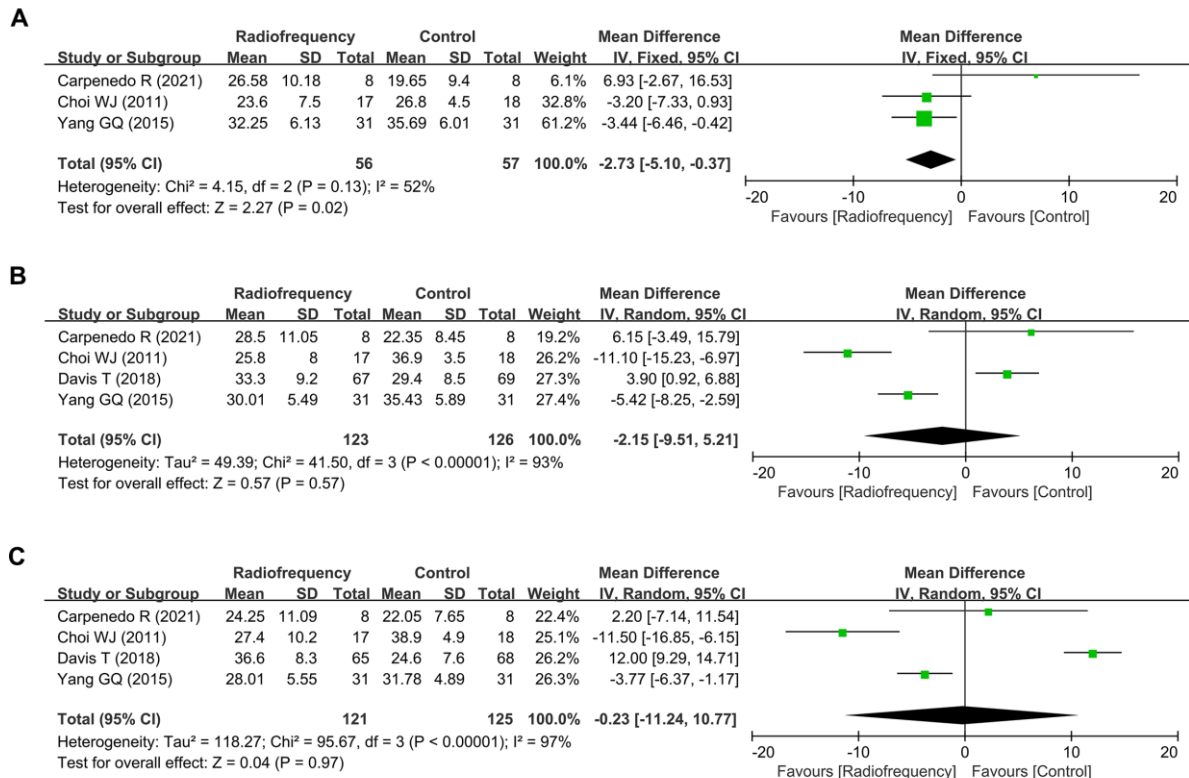 A
Radiofrequency Control Mean Difference Mean Difference
Study or Subgroup Mean SD Total Mean SD Total Weight IV, Fixed, 95% CI IV, Fixed, 95% CI
Carpenedo R (2021) 26.58 10.18 8 19.65 9.4 8 6.1% 6.93 [-2.67, 16.53]
Choi WJ (2011) 23.6 7.5 17 26.8 4.5 18 32.8% -3.20 [-7.33, 0.93]
Yang GQ (2015) 32.25 6.13 31 35.69 6.01 31 61.2% -3.44 [-6.46, -0.42]
Total (95% CI) 56 57 100.0% -2.73 [-5.10, -0.37]
Heterogeneity: Chi² = 4.15, df = 2 (P = 0.13); I² = 52%
Test for overall effect: Z = 2.27 (P = 0.02)
-20 -10 0 10 20
Favours [Radiofrequency] Favours [Control]
B
Radiofrequency Control Mean Difference Mean Difference
Study or Subgroup Mean SD Total Mean SD Total Weight IV, Random, 95% CI IV, Random, 95% CI
Carpenedo R (2021) 28.5 11.05 8 22.35 8.45 8 19.2% 6.15 [-3.49, 15.79]
Choi WJ (2011) 25.8 8 17 36.9 3.5 18 26.2% -11.10 [-15.23, -6.97]
Davis T (2018) 33.3 9.2 67 29.4 8.5 69 27.3% 3.90 [0.92, 6.88]
Yang GQ (2015) 30.01 5.49 31 35.43 5.89 31 27.4% -5.42 [-8.25, -2.59]
Total (95% CI) 123 126 100.0% -2.15 [-9.51, 5.21]
Heterogeneity: Tau² = 49.39; Chi² = 41.50, df = 3 (P < 0.00001); I² = 93%
Test for overall effect: Z = 0.57 (P = 0.57)
-20 -10 0 10 20
Favours [Radiofrequency] Favours [Control]
C
Radiofrequency Control Mean Difference Mean Difference
Study or Subgroup Mean SD Total Mean SD Total Weight IV, Random, 95% CI IV, Random, 95% CI
Carpenedo R (2021) 24.25 11.09 8 22.05 7.65 8 22.4% 2.20 [-7.14, 11.54]
Choi WJ (2011) 27.4 10.2 17 38.9 4.9 18 25.1% -11.50 [-16.85, -6.15]
Davis T (2018) 36.6 8.3 65 24.6 7.6 68 26.2% 12.00 [9.29, 14.71]
Yang GQ (2015) 28.01 5.55 31 31.78 4.89 31 26.3% -3.77 [-6.37, -1.17]
Total (95% CI) 121 125 100.0% -0.23 [-11.24, 10.77]
Heterogeneity: Tau² = 118.27; Chi² = 95.67, df = 3 (P < 0.00001); I² = 97%
Test for overall effect: Z = 0.04 (P = 0.97)
-20 -10 0 10 20
Favours [Radiofrequency] Favours [Control]